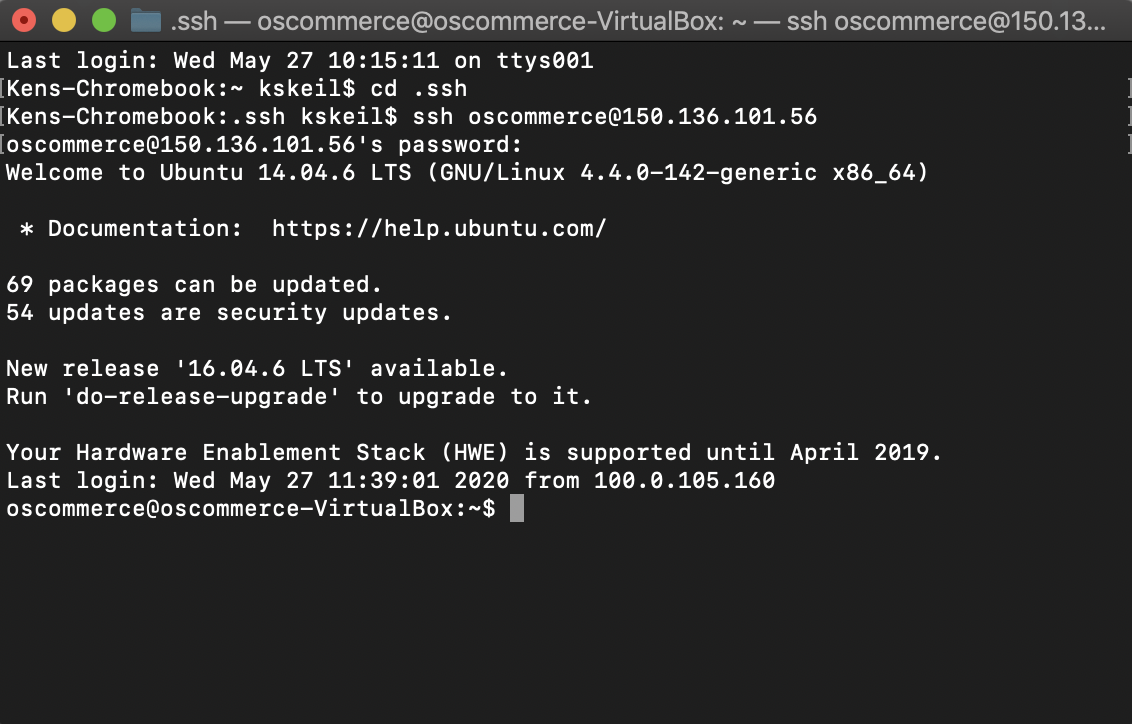 .ssh — oscommerce@oscommerce-VirtualBox: ~ — ssh oscommerce@150.13...
Last login: Wed May 27 10:15:11 on ttys001
[Kens-Chromebook:~ kskeil$ cd .ssh ]
[Kens-Chromebook:.ssh kskeil$ ssh oscommerce@150.136.101.56 ]
[oscommerce@150.136.101.56's password: ]
Welcome to Ubuntu 14.04.6 LTS (GNU/Linux 4.4.0-142-generic x86_64)
* Documentation:  https://help.ubuntu.com/
69 packages can be updated.
54 updates are security updates.
New release '16.04.6 LTS' available.
Run 'do-release-upgrade' to upgrade to it.
Your Hardware Enablement Stack (HWE) is supported until April 2019.
Last login: Wed May 27 11:39:01 2020 from 100.0.105.160
oscommerce@oscommerce-VirtualBox:~$